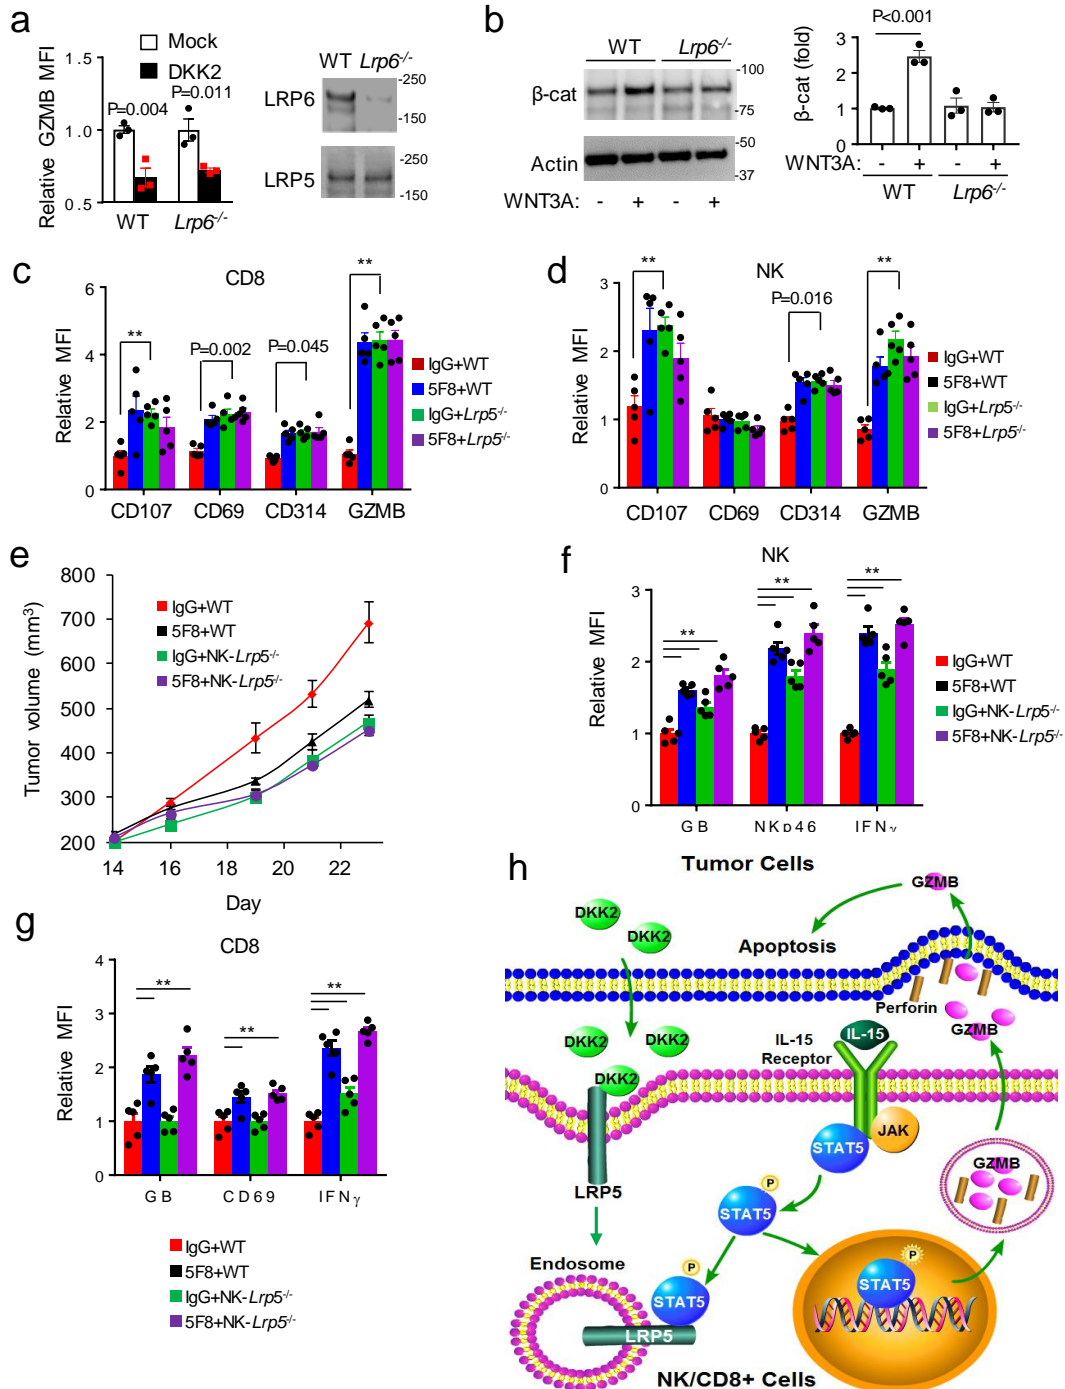 a
Mock
DKK2
P=0.004
P=0.011
Relative GZMB MFI
1.5
1.0
0.5
WT
Lrp6-/-
WT Lrp6-/-
LRP6
-250
-150
LRP5
-250
-150
b
WT
Lrp6-/-
β-cat
-100
-75
Actin
-50
-37
WNT3A: - + - +
P<0.001
β-cat (fold)
3
2
1
0
WNT3A: - + - +
WT
Lrp6-/-
c
CD8
Relative MFI
6
4
2
0
**
P=0.002
P=0.045
**
CD107
CD69
CD314
GZMB
IgG+WT
5F8+WT
IgG+Lrp5-/-
5F8+Lrp5-/-
d
NK
Relative MFI
3
2
1
0
**
P=0.016
**
CD107
CD69
CD314
GZMB
IgG+WT
5F8+WT
IgG+Lrp5-/-
5F8+Lrp5-/-
e
Tumor volume (mm3)
800
700
600
500
400
300
200
14
16
18
20
22
Day
IgG+WT
5F8+WT
IgG+NK-Lrp5-/-
5F8+NK-Lrp5-/-
f
NK
Relative MFI
3
2
1
0
**
**
**
GB
NKp46
IFNγ
IgG+WT
5F8+WT
IgG+NK-Lrp5-/-
5F8+NK-Lrp5-/-
g
CD8
Relative MFI
4
3
2
1
0
**
**
**
GB
CD69
IFNγ
IgG+WT
5F8+WT
IgG+NK-Lrp5-/-
5F8+NK-Lrp5-/-
h
Tumor Cells
GZMB
DKK2
DKK2
Apoptosis
Perforin
GZMB
DKK2
DKK2
DKK2
IL-15
IL-15
Receptor
JAK
STAT5
LRP5
P
STAT5
GZMB
Endosome
P
STAT5
LRP5
P
STAT5
NK/CD8+ Cells